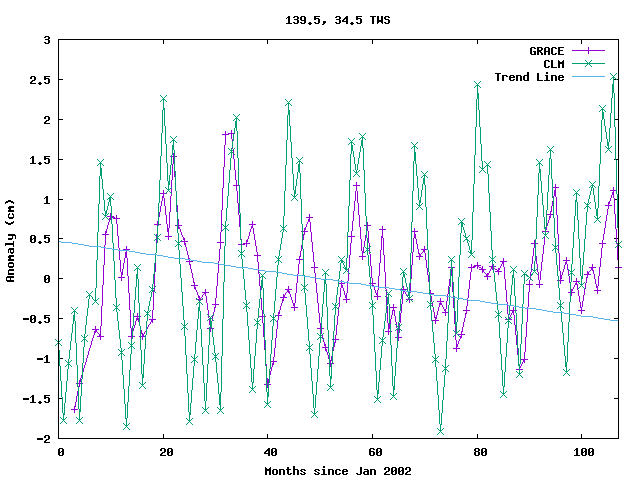 139.5, 34.5 TWS
GRACE
CLM
Trend Line
3
2.5
2
1.5
1
0.5
0
-0.5
-1
-1.5
-2
Anomaly (cm)
0 20 40 60 80 100
Months since Jan 2002